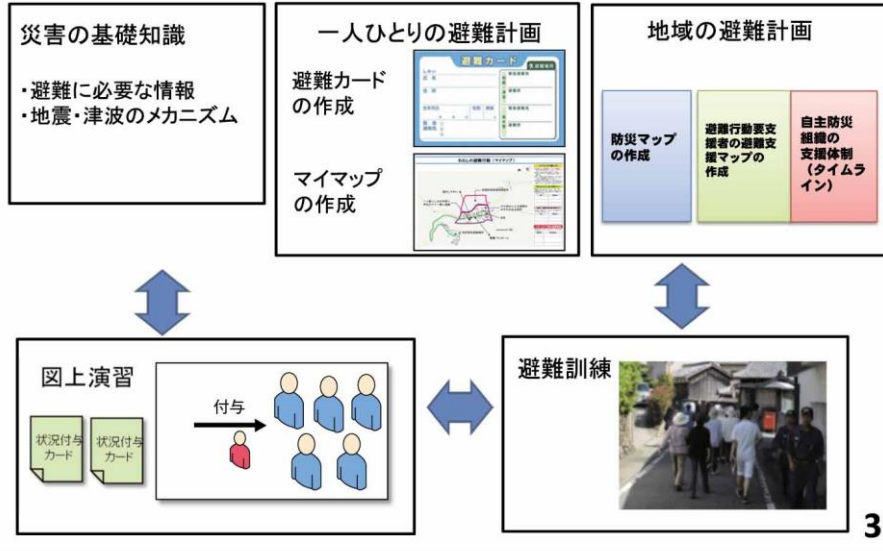 災害の基礎知識
・避難に必要な情報
・地震・津波のメカニズム
一人ひとりの避難計画
避難カード
の作成
避難カード
マイマップ
の作成
地域の避難計画
防災マップ
の作成
避難行動要支
援者の避難支
援マップの
作成
自主防災
組織の
支援体制
（タイムラ
イン）
図上演習
状況付与
カード
状況付与
カード
付与
避難訓練
3